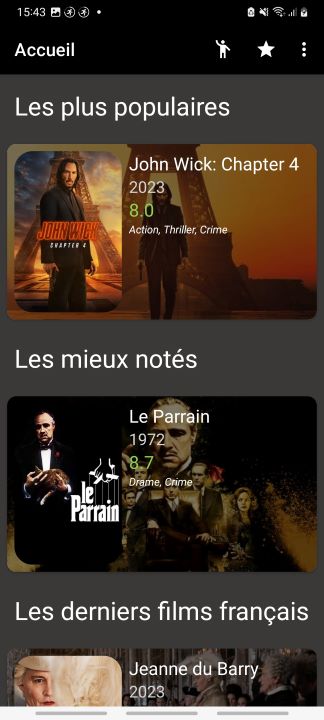 15:43
Accueil
Les plus populaires
John Wick: Chapter 4
2023
8.0
Action, Thriller, Crime
JOHN WICK
CHAPTER 4
Les mieux notés
Le Parrain
1972
8.7
Drame, Crime
le
Parrain
Les derniers films français
Jeanne du Barry
2023